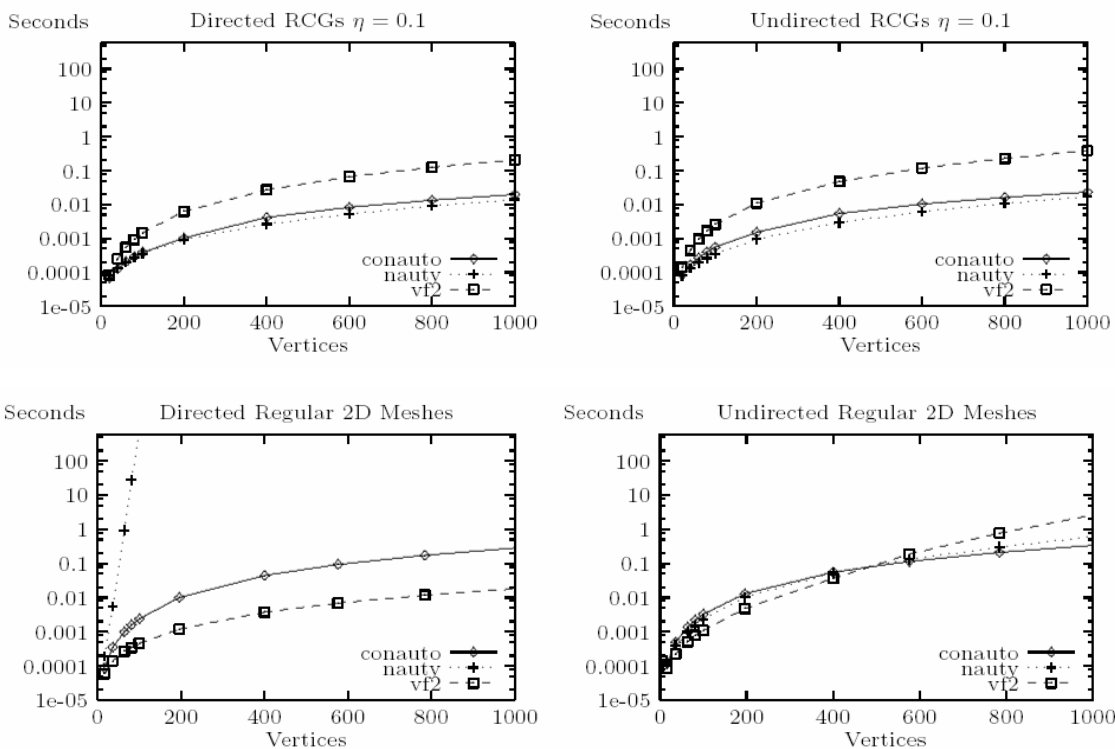 Seconds Directed RCGs η = 0.1
100
10
1
0.1
0.01
0.001
0.0001
1e-05
conauto
nauty
vf2
0 200 400 600 800 1000
Vertices
Seconds Undirected RCGs η = 0.1
100
10
1
0.1
0.01
0.001
0.0001
1e-05
conauto
nauty
vf2
0 200 400 600 800 1000
Vertices
Seconds Directed Regular 2D Meshes
100
10
1
0.1
0.01
0.001
0.0001
1e-05
conauto
nauty
vf2
0 200 400 600 800 1000
Vertices
Seconds Undirected Regular 2D Meshes
100
10
1
0.1
0.01
0.001
0.0001
1e-05
conauto
nauty
vf2
0 200 400 600 800 1000
Vertices